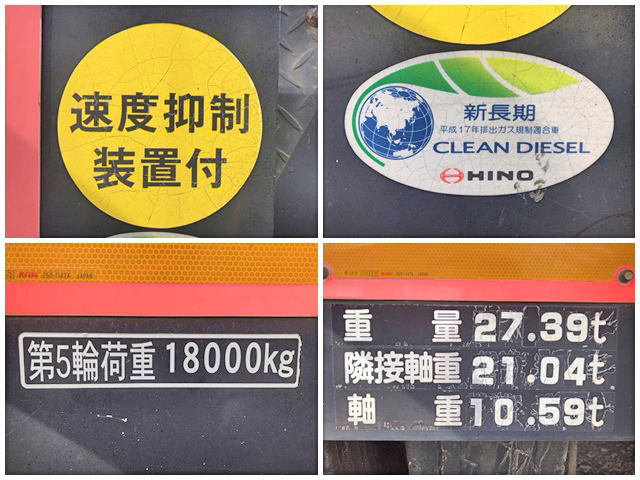 速度抑制
装置付
新長期
平成17年排出ガス規制適合車
CLEAN DIESEL
HINO
JAPAN
第5輪荷重 18000kg
JAPAN
重 量 27.39t
隣接軸重 21.04t
軸 重 10.59t